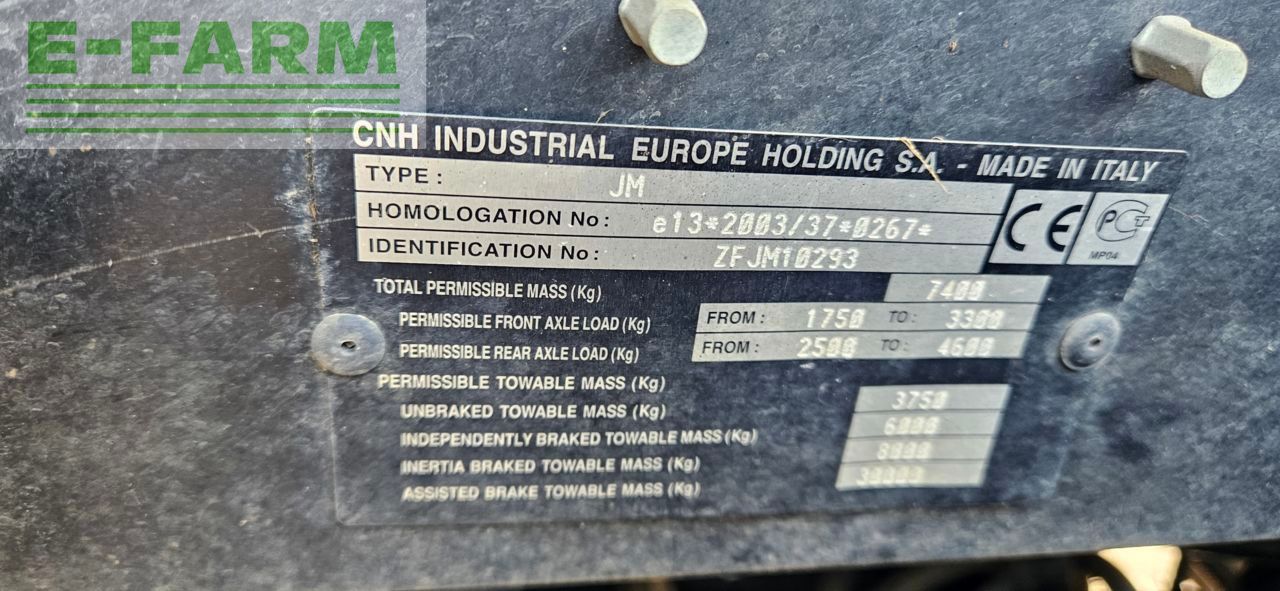 E-FARM
CNH INDUSTRIAL EUROPE HOLDING S.A. - MADE IN ITALY
TYPE : JM
HOMOLOGATION No : e13*2003/37*0267*
IDENTIFICATION No : ZFJM10293
CE PCT
MP04
TOTAL PERMISSIBLE MASS (Kg) 7400
PERMISSIBLE FRONT AXLE LOAD (Kg) FROM : 1750 TO : 3300
PERMISSIBLE REAR AXLE LOAD (Kg) FROM : 2500 TO : 4600
PERMISSIBLE TOWABLE MASS (Kg)
UNBRAKED TOWABLE MASS (Kg) 3750
INDEPENDENTLY BRAKED TOWABLE MASS (Kg) 6000
INERTIA BRAKED TOWABLE MASS (Kg) 8000
ASSISTED BRAKE TOWABLE MASS (Kg) 30000